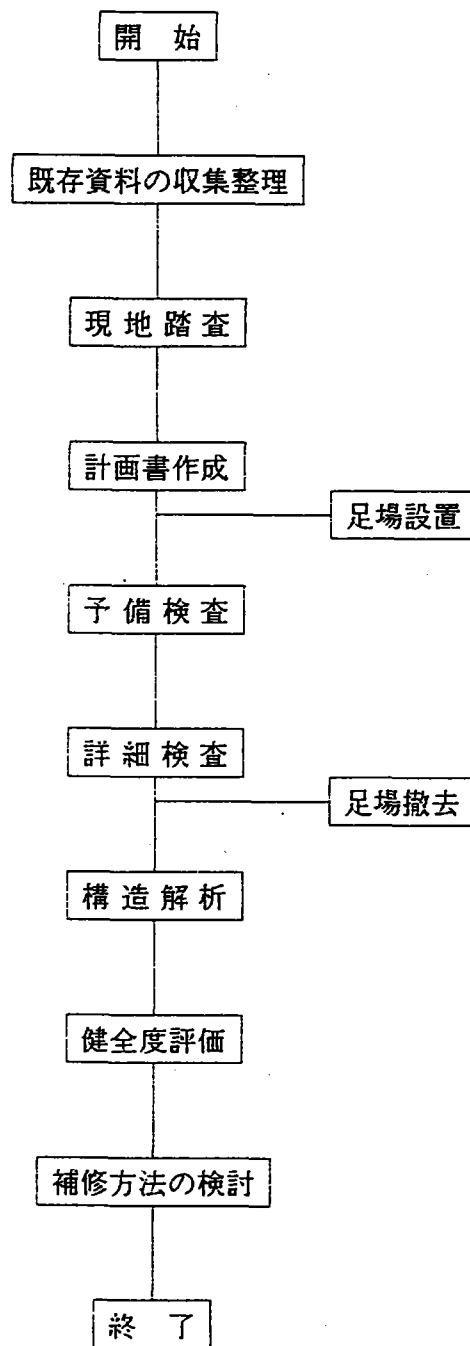 開始
既存資料の収集整理
現地踏査
計画書作成
足場設置
予備検査
詳細検査
足場撤去
構造解析
健全度評価
補修方法の検討
終了